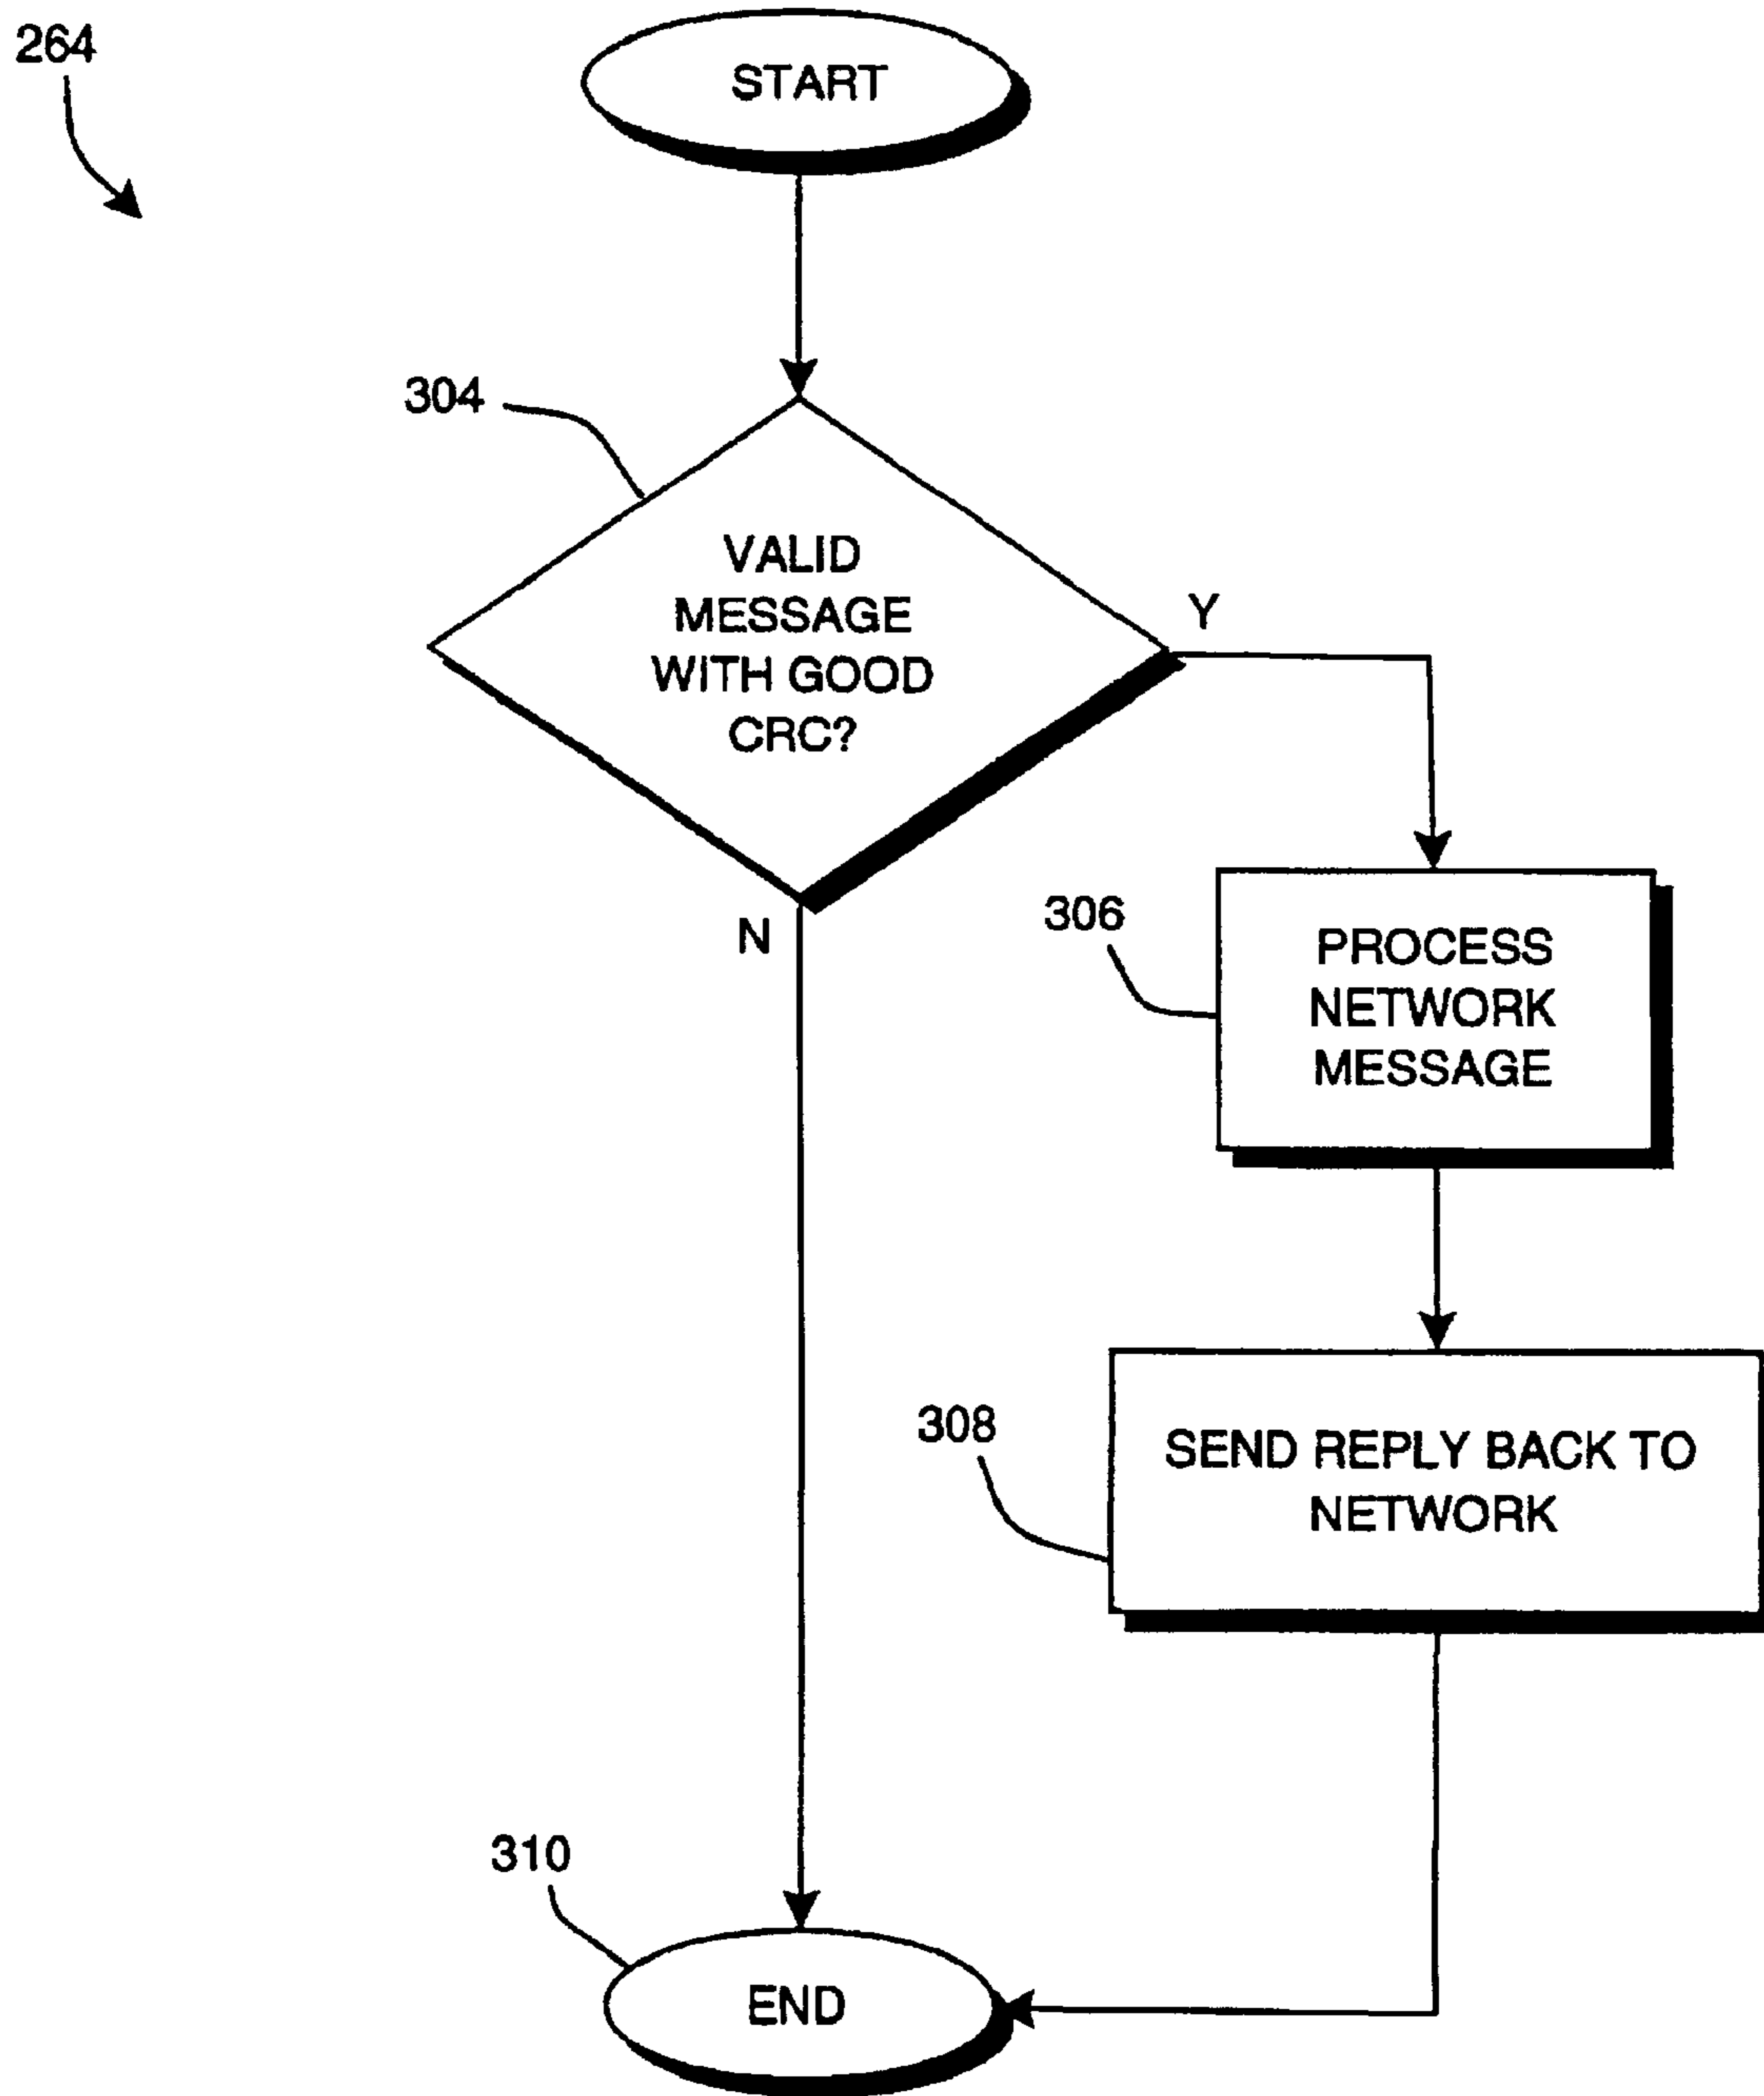 264
START
304
VALID
MESSAGE
WITH GOOD
CRC?
Y
N
306
PROCESS
NETWORK
MESSAGE
308
SEND REPLY BACK TO
NETWORK
310
END